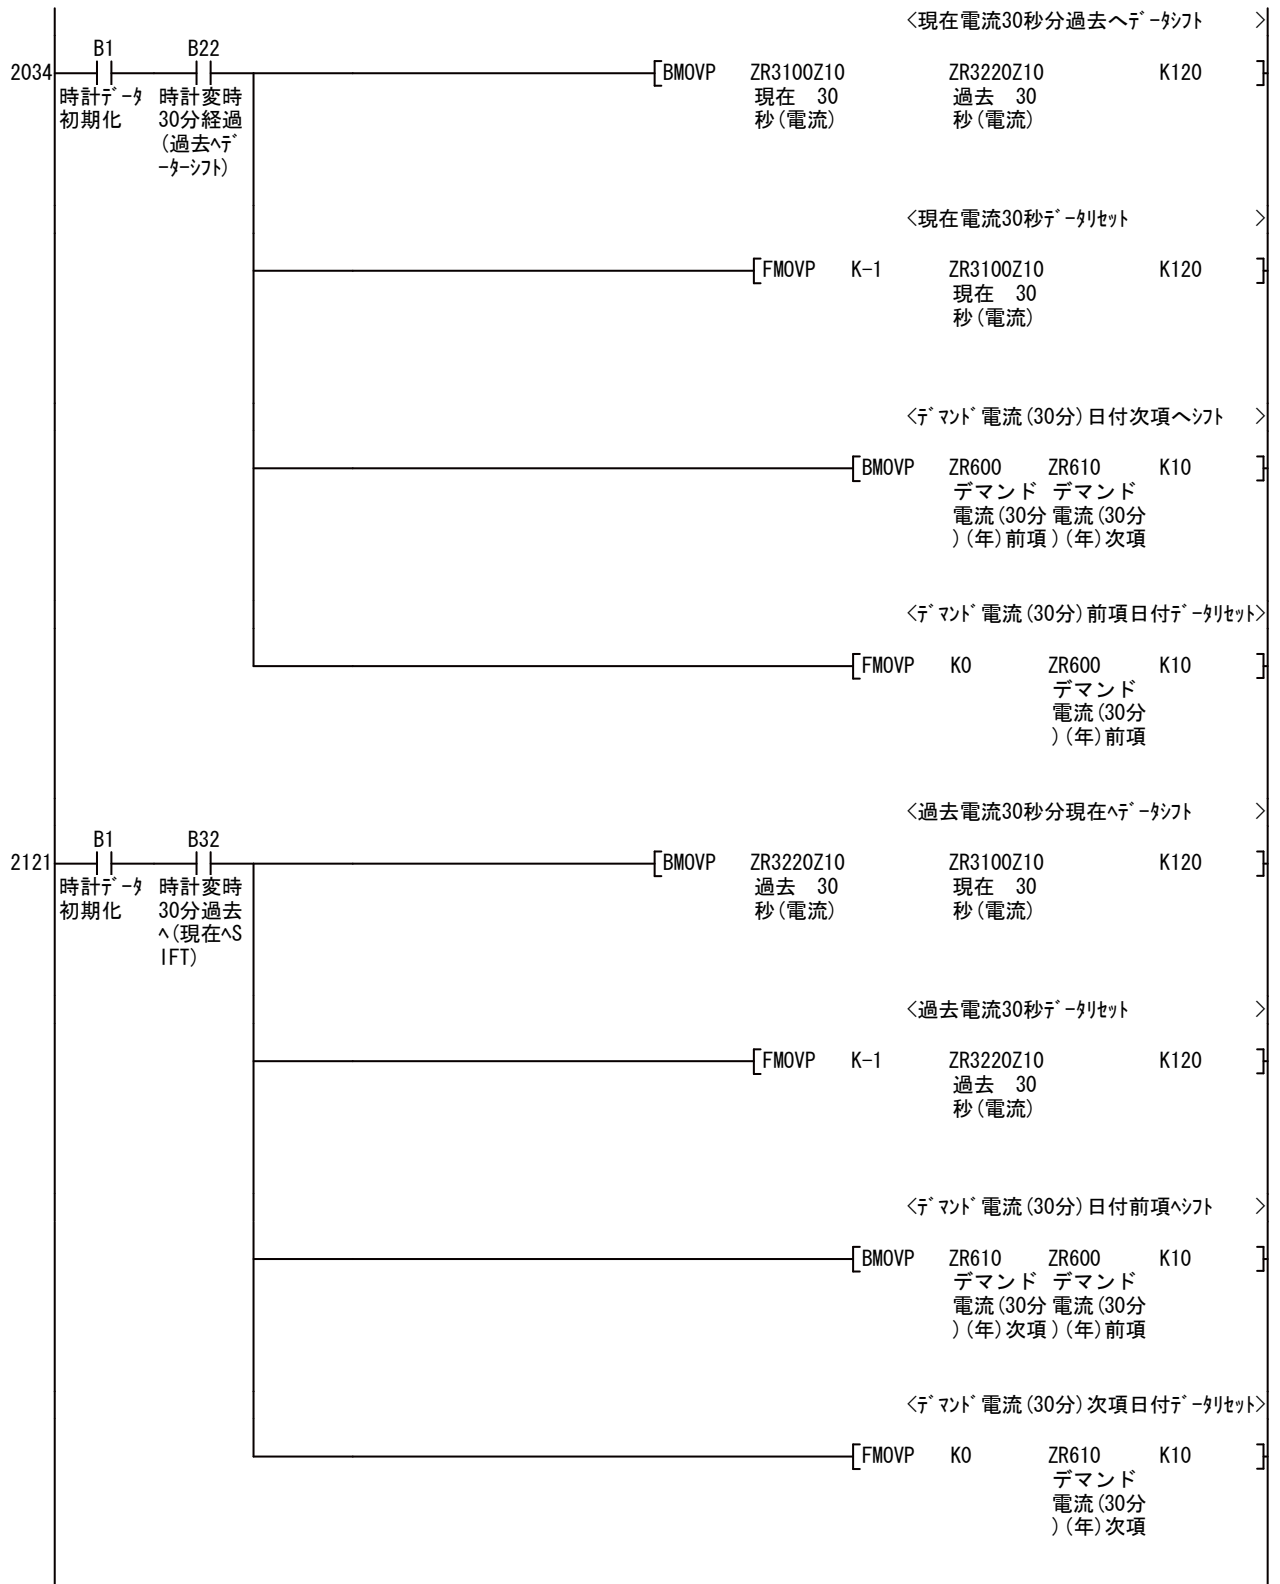 <現在電流30秒分過去へﾃﾞｰﾀｼﾌﾄ >
B1 B22
2034 [BMOVP ZR3100Z10 ZR3220Z10 K120 ]
時計ﾃﾞｰﾀ 時計変時 現在 30 過去 30
初期化 30分経過 秒(電流) 秒(電流)
(過去へﾃﾞ
ｰﾀｰｼﾌﾄ)
<現在電流30秒ﾃﾞｰﾀﾘｾｯﾄ >
[FMOVP K-1 ZR3100Z10 K120 ]
現在 30
秒(電流)
<ﾃﾞﾏﾝﾄﾞ電流(30分)日付次項へｼﾌﾄ >
[BMOVP ZR600 ZR610 K10 ]
デマンド デマンド
電流(30分 電流(30分
)(年)前項 )(年)次項
<ﾃﾞﾏﾝﾄﾞ電流(30分)前項日付ﾃﾞｰﾀﾘｾｯﾄ>
[FMOVP K0 ZR600 K10 ]
デマンド
電流(30分
)(年)前項
<過去電流30秒分現在へﾃﾞｰﾀｼﾌﾄ >
B1 B32
2121 [BMOVP ZR3220Z10 ZR3100Z10 K120 ]
時計ﾃﾞｰﾀ 時計変時 過去 30 現在 30
初期化 30分過去 秒(電流) 秒(電流)
へ(現在へS
IFT)
<過去電流30秒ﾃﾞｰﾀﾘｾｯﾄ >
[FMOVP K-1 ZR3220Z10 K120 ]
過去 30
秒(電流)
<ﾃﾞﾏﾝﾄﾞ電流(30分)日付前項へｼﾌﾄ >
[BMOVP ZR610 ZR600 K10 ]
デマンド デマンド
電流(30分 電流(30分
)(年)次項 )(年)前項
<ﾃﾞﾏﾝﾄﾞ電流(30分)次項日付ﾃﾞｰﾀﾘｾｯﾄ>
[FMOVP K0 ZR610 K10 ]
デマンド
電流(30分
)(年)次項